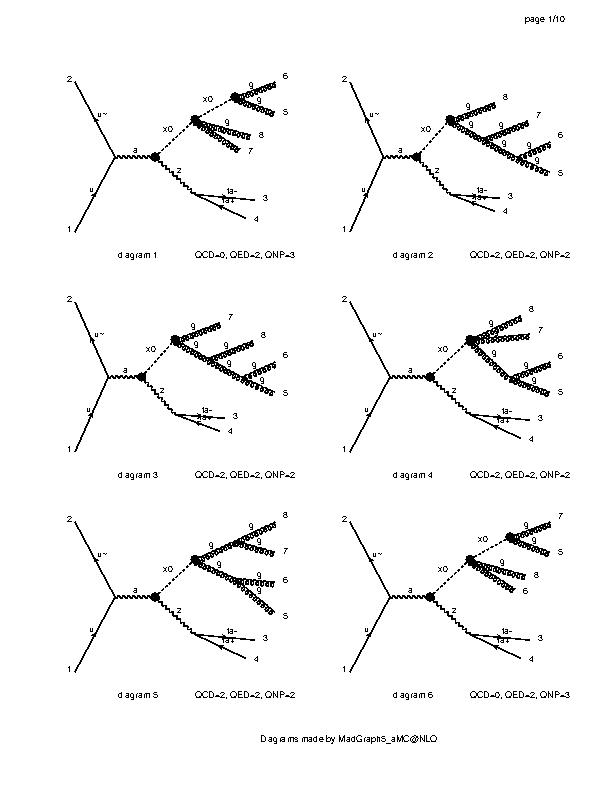 page 1/10
2 u~ u 1 a x0 x0 g 6 g 5 g 8 g 7 z ta- 3 ta+ 4
diagram 1 QCD=0, QED=2, QNP=3
2 u~ u 1 a x0 g 8 g g 7 g g 6 g 5 z ta- 3 ta+ 4
diagram 2 QCD=2, QED=2, QNP=2
2 u~ u 1 a x0 g 7 g g 8 g g 6 g 5 z ta- 3 ta+ 4
diagram 3 QCD=2, QED=2, QNP=2
2 u~ u 1 a x0 g 8 g 7 g g 6 g 5 z ta- 3 ta+ 4
diagram 4 QCD=2, QED=2, QNP=2
2 u~ u 1 a x0 g g 8 g 7 g g 6 g 5 z ta- 3 ta+ 4
diagram 5 QCD=2, QED=2, QNP=2
2 u~ u 1 a x0 x0 g 7 g 5 g 8 g 6 z ta- 3 ta+ 4
diagram 6 QCD=0, QED=2, QNP=3
Diagrams made by MadGraph5_aMC@NLO